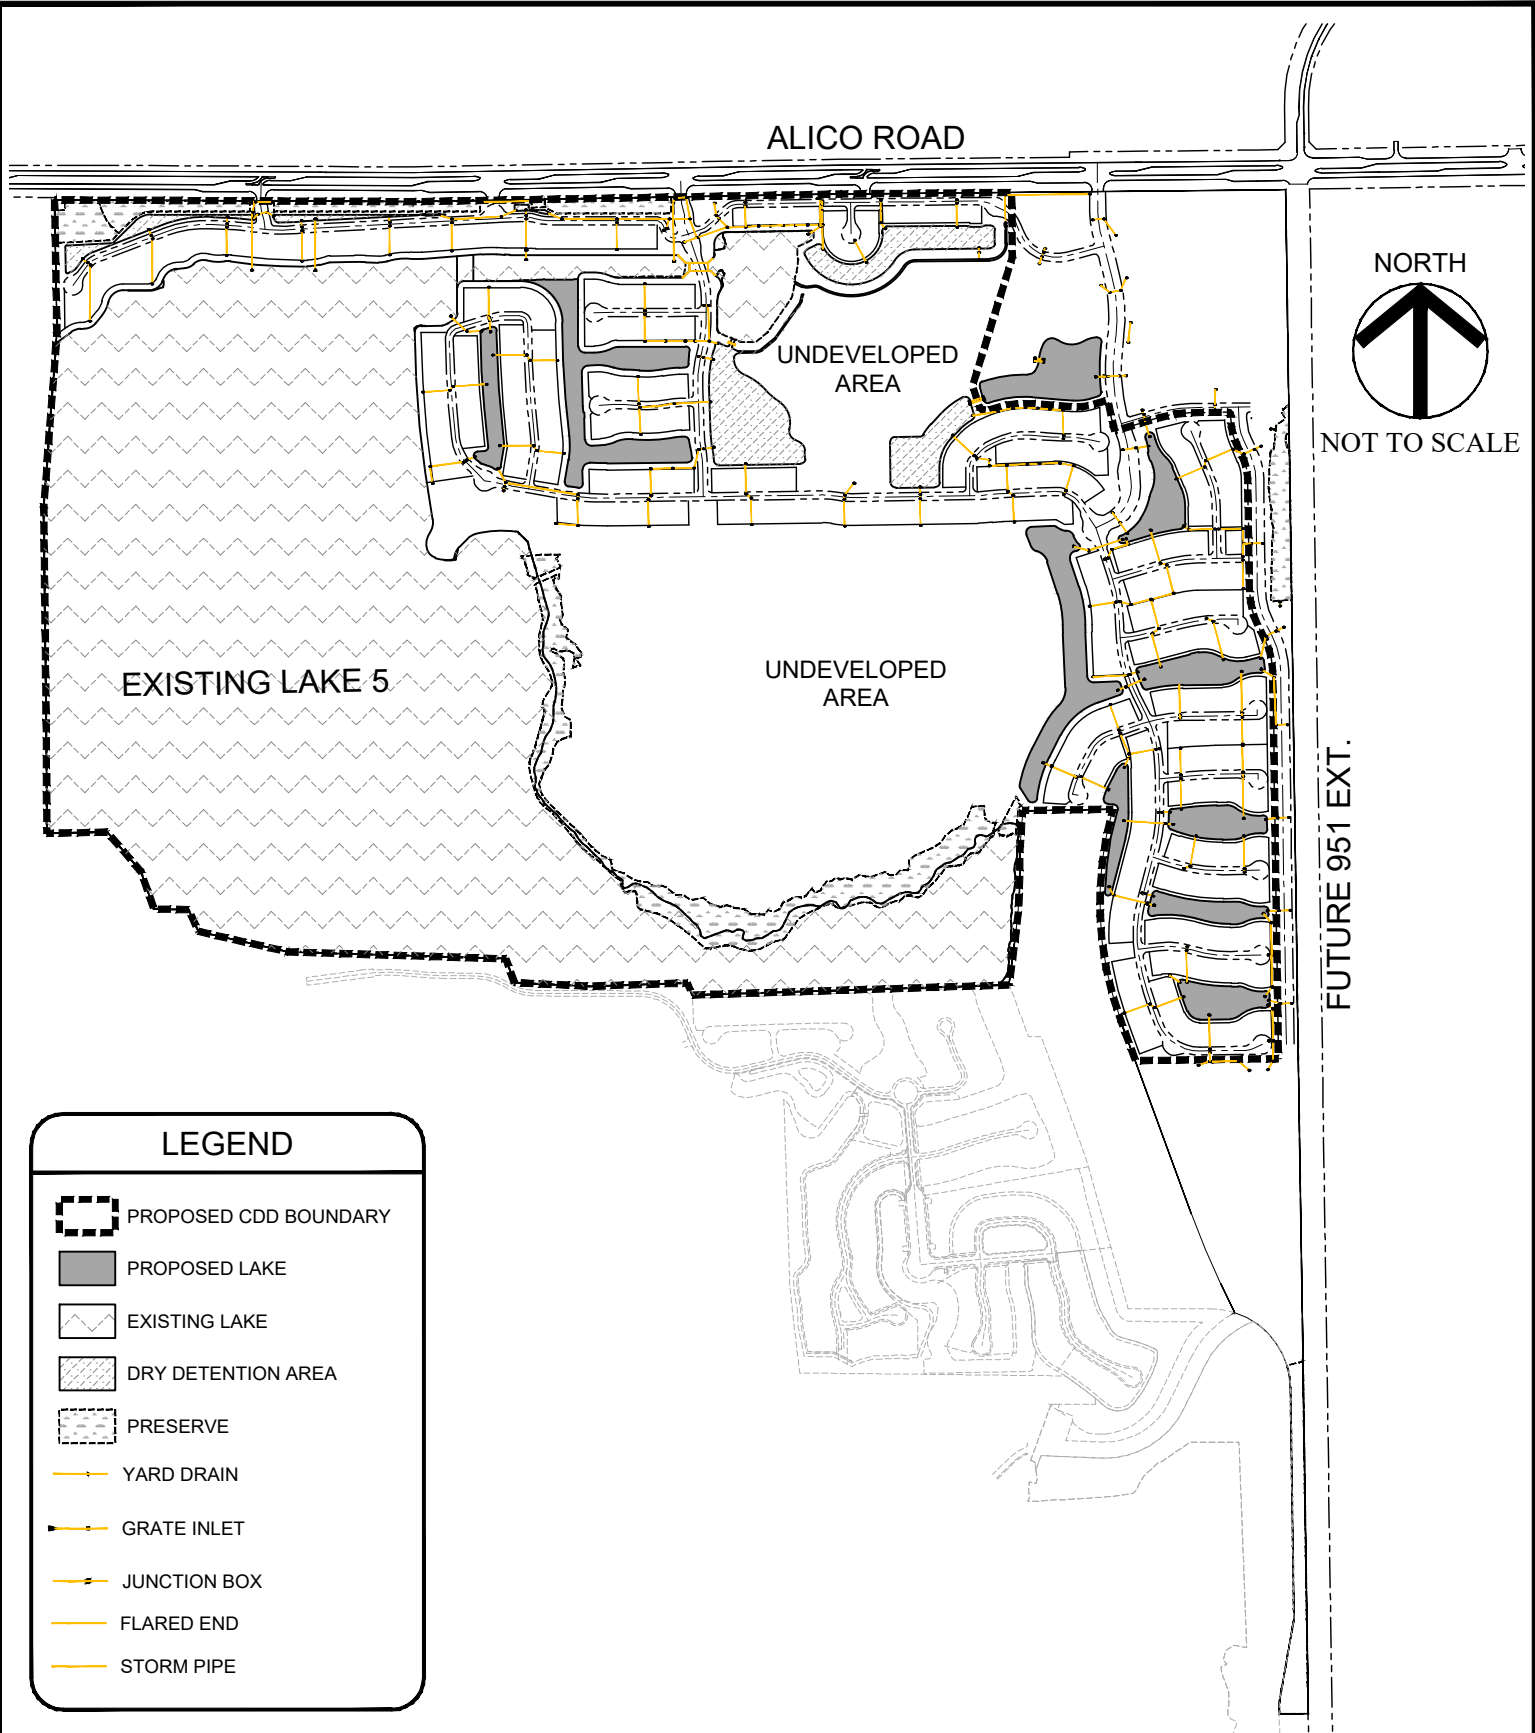 ALICO ROAD
NORTH
NOT TO SCALE
UNDEVELOPED
AREA
EXISTING LAKE 5
UNDEVELOPED
AREA
FUTURE 951 EXT.
LEGEND
PROPOSED CDD BOUNDARY
PROPOSED LAKE
EXISTING LAKE
DRY DETENTION AREA
PRESERVE
YARD DRAIN
GRATE INLET
JUNCTION BOX
FLARED END
STORM PIPE